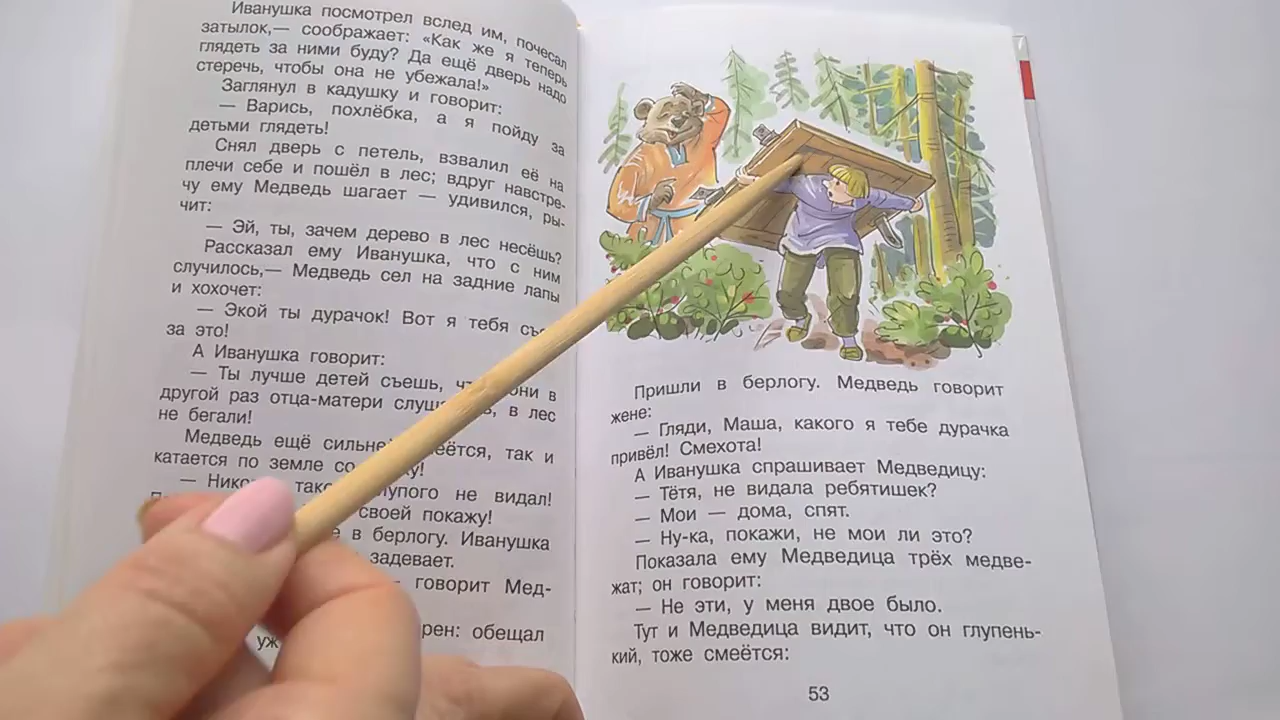 Иванушка посмотрел вслед им, почесал
затылок,— соображает: «Как же я теперь
глядеть за ними буду? Да ещё дверь надо
стеречь, чтобы она не убежала!»
Заглянул в кадушку и говорит:
— Варись, похлёбка, а я пойду за
детьми глядеть!
Снял дверь с петель, взвалил её на
плечи себе и пошёл в лес; вдруг навстре-
чу ему Медведь шагает — удивился, ры-
чит:
— Эй, ты, зачем дерево в лес несёшь?
Рассказал ему Иванушка, что с ним
случилось,— Медведь сел на задние лапы
и хохочет:
— Экой ты дурачок! Вот я тебя
за это!
А Иванушка говорит:
— Ты лучше детей съешь, в
другой раз отца-матери в лес
не бегали!
Медведь ещё так и
катается по земле
— не видал!
своей покажу!
в берлогу. Иванушка
задевает.
— говорит Мед-
обещал
уж
Пришли в берлогу. Медведь говорит
жене:
— Гляди, Маша, какого я тебе дурачка
привёл! Смехота!
А Иванушка спрашивает Медведицу:
— Тётя, не видала ребятишек?
— Мои — дома, спят.
— Ну-ка, покажи, не мои ли это?
Показала ему Медведица трёх медве-
жат; он говорит:
— Не эти, у меня двое было.
Тут и Медведица видит, что он глупень-
кий, тоже смеётся:
53